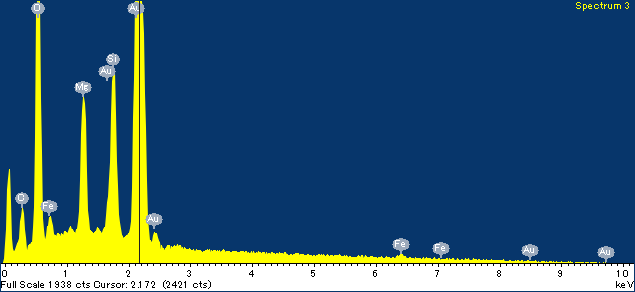 Spectrum 3
O Au
Si
Au
Mg
C Fe Au
Fe Fe Au Au
0 1 2 3 4 5 6 7 8 9 10
Full Scale 1938 cts Cursor: 2.172 (2421 cts) keV